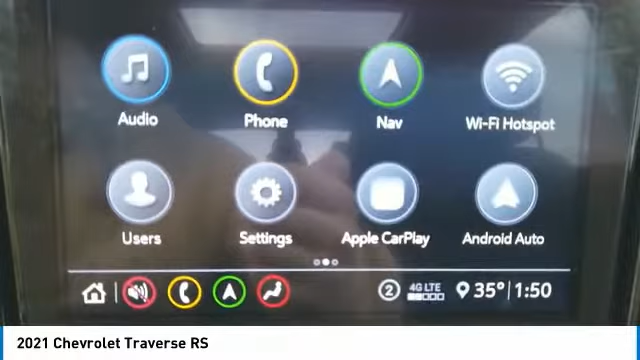 Audio Phone Nav Wi-Fi Hotspot
Users Settings Apple CarPlay Android Auto
2 4G LTE 35° 1:50
2021 Chevrolet Traverse RS